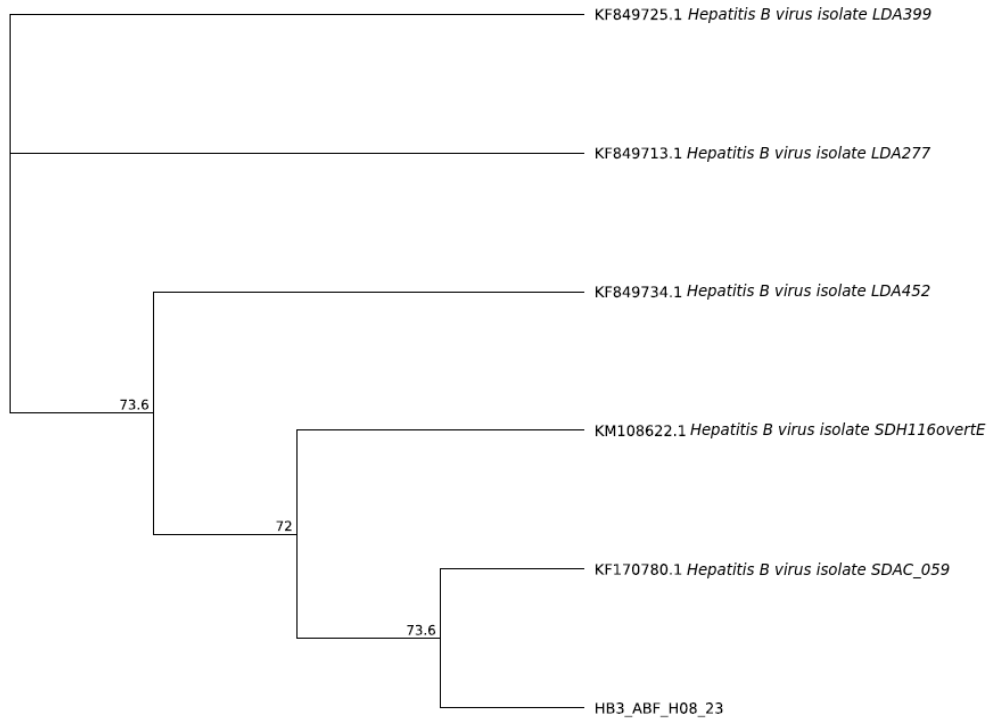 KF849725.1 Hepatitis B virus isolate LDA399
KF849713.1 Hepatitis B virus isolate LDA277
KF849734.1 Hepatitis B virus isolate LDA452
73.6
KM108622.1 Hepatitis B virus isolate SDH116overtE
72
KF170780.1 Hepatitis B virus isolate SDAC_059
73.6
HB3_ABF_H08_23